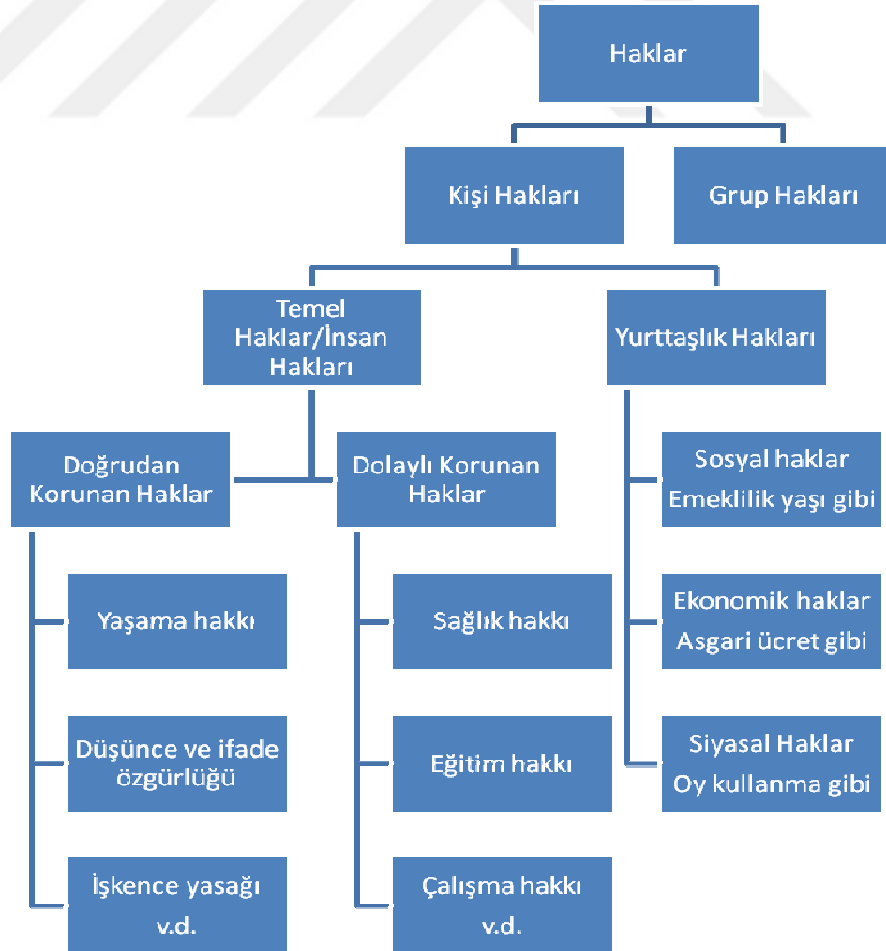 Haklar
Kişi Hakları
Grup Hakları
Temel
Haklar/İnsan
Hakları
Yurttaşlık Hakları
Doğrudan
Korunan Haklar
Dolaylı Korunan
Haklar
Sosyal haklar
Emeklilik yaşı gibi
Yaşama hakkı
Sağlık hakkı
Ekonomik haklar
Asgari ücret gibi
Düşünce ve ifade
özgürlüğü
Eğitim hakkı
Siyasal Haklar
Oy kullanma gibi
İşkence yasağı
v.d.
Çalışma hakkı
v.d.